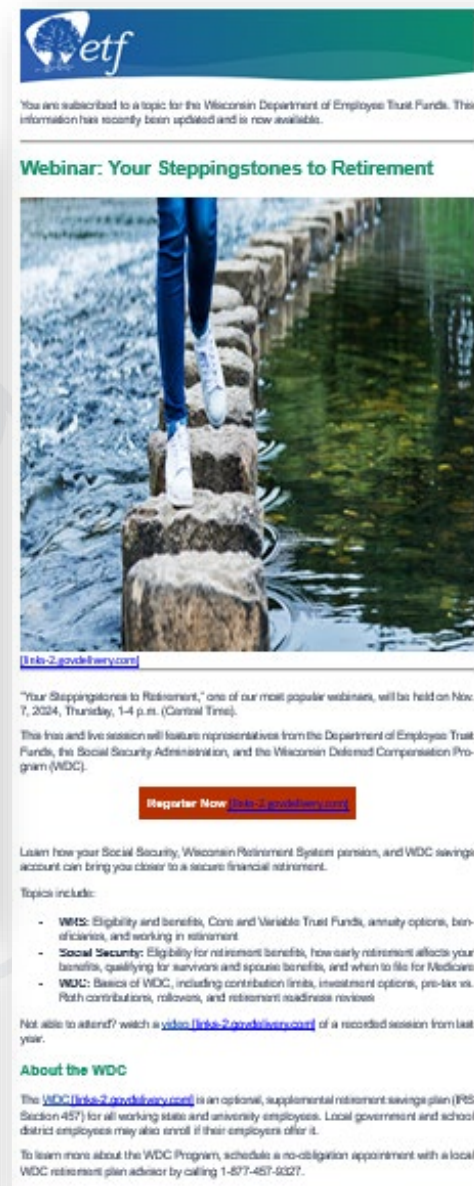 etf
You are subscribed to a topic for the Wisconsin Department of Employee Trust Funds. This
information has recently been updated and is now available.
Webinar: Your Steppingstones to Retirement
[links-2.govdelivery.com]
"Your Steppingstones to Retirement," one of our most popular webinars, will be held on Nov.
7, 2024, Thursday, 1-4 p.m. (Central Time).
This free and live session will feature representatives from the Department of Employee Trust
Funds, the Social Security Administration, and the Wisconsin Deferred Compensation Pro-
gram (WDC).
Register Now [links-2.govdelivery.com]
Learn how your Social Security, Wisconsin Retirement System pension, and WDC savings
account can bring you closer to a secure financial retirement.
Topics include:
- WRS: Eligibility and benefits, Core and Variable Trust Funds, annuity options, ben-
eficiaries, and working in retirement
- Social Security: Eligibility for retirement benefits, how early retirement affects your
benefits, qualifying for survivors and spouse benefits, and when to file for Medicare
- WDC: Basics of WDC, including contribution limits, investment options, pre-tax vs.
Roth contributions, rollovers, and retirement readiness reviews
Not able to attend? watch a video [links-2.govdelivery.com] of a recorded session from last
year.
About the WDC
The WDC [links-2.govdelivery.com] is an optional, supplemental retirement savings plan (IRS
Section 457) for all working state and university employees. Local government and school
district employees may also enroll if their employers offer it.
To learn more about the WDC Program, schedule a no-obligation appointment with a local
WDC retirement plan advisor by calling 1-877-457-9327.